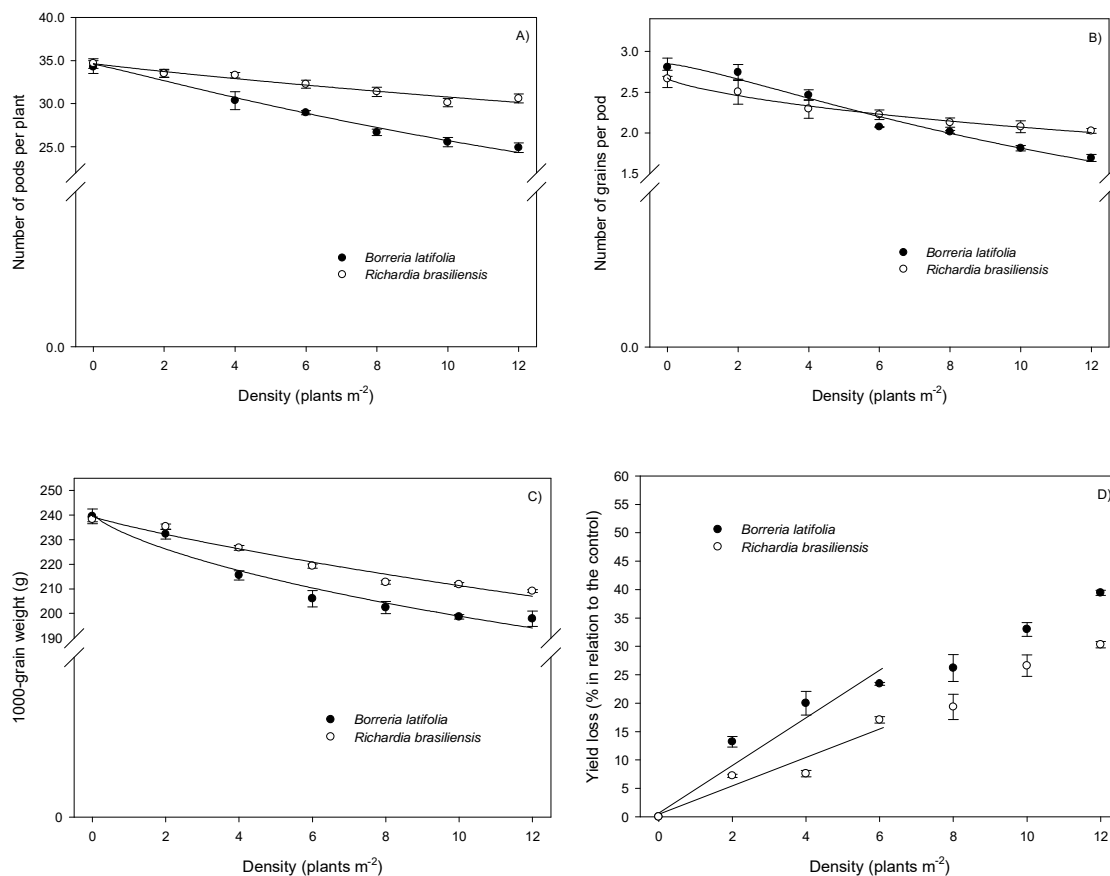 A)
40.0
35.0
30.0
25.0
0.0
Number of pods per plant
Borreria latifolia
Richardia brasiliensis
0 2 4 6 8 10 12
Density (plants m⁻²)
B)
3.0
2.5
2.0
1.5
0.0
Number of grains per pod
Borreria latifolia
Richardia brasiliensis
0 2 4 6 8 10 12
Density (plants m⁻²)
C)
250
240
230
220
210
200
190
0
1000-grain weight (g)
Borreria latifolia
Richardia brasiliensis
0 2 4 6 8 10 12
Density (plants m⁻²)
D)
60
55
50
45
40
35
30
25
20
15
10
5
0
Yield loss (% in relation to the control)
Borreria latifolia
Richardia brasiliensis
0 2 4 6 8 10 12
Density (plants m⁻²)